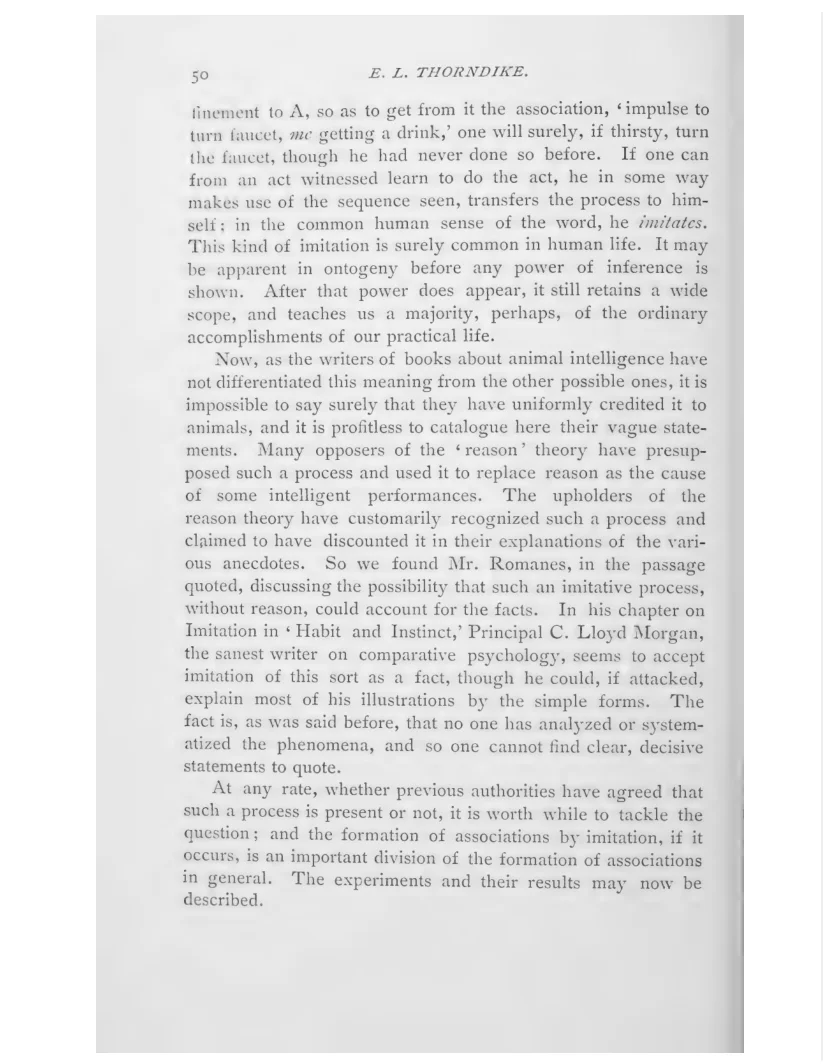 50
E. L. THORNDIKE.
finement to A, so as to get from it the association, ‘impulse to
turn faucet, me getting a drink,’ one will surely, if thirsty, turn
the faucet, though he had never done so before. If one can
from an act witnessed learn to do the act, he in some way
makes use of the sequence seen, transfers the process to him-
self; in the common human sense of the word, he imitates.
This kind of imitation is surely common in human life. It may
be apparent in ontogeny before any power of inference is
shown. After that power does appear, it still retains a wide
scope, and teaches us a majority, perhaps, of the ordinary
accomplishments of our practical life.
Now, as the writers of books about animal intelligence have
not differentiated this meaning from the other possible ones, it is
impossible to say surely that they have uniformly credited it to
animals, and it is profitless to catalogue here their vague state-
ments. Many opposers of the ‘reason’ theory have presup-
posed such a process and used it to replace reason as the cause
of some intelligent performances. The upholders of the
reason theory have customarily recognized such a process and
claimed to have discounted it in their explanations of the vari-
ous anecdotes. So we found Mr. Romanes, in the passage
quoted, discussing the possibility that such an imitative process,
without reason, could account for the facts. In his chapter on
Imitation in ‘Habit and Instinct,’ Principal C. Lloyd Morgan,
the sanest writer on comparative psychology, seems to accept
imitation of this sort as a fact, though he could, if attacked,
explain most of his illustrations by the simple forms. The
fact is, as was said before, that no one has analyzed or system-
atized the phenomena, and so one cannot find clear, decisive
statements to quote.
At any rate, whether previous authorities have agreed that
such a process is present or not, it is worth while to tackle the
question; and the formation of associations by imitation, if it
occurs, is an important division of the formation of associations
in general. The experiments and their results may now be
described.